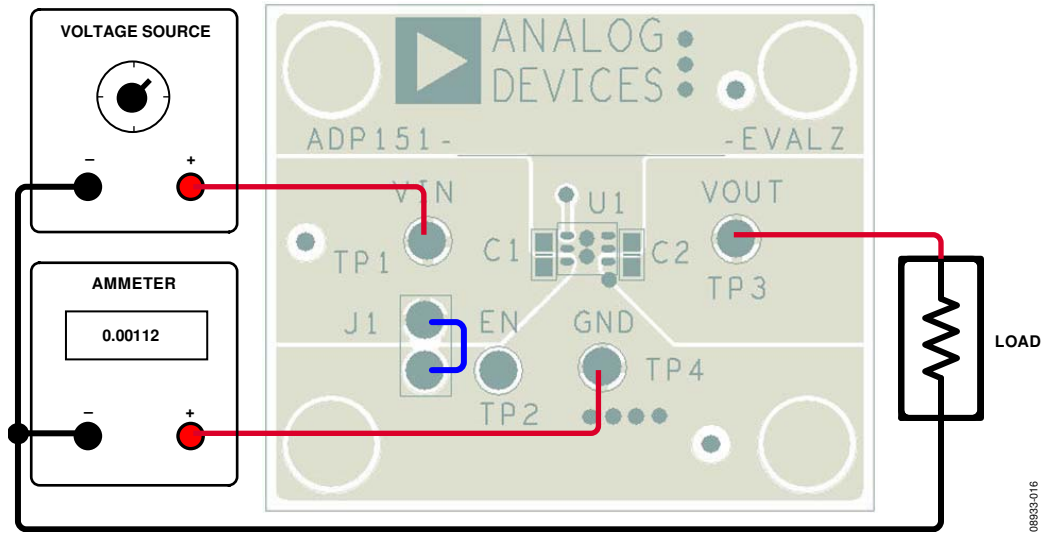 VOLTAGE SOURCE
– +
AMMETER
0.00112
– +
ANALOG
DEVICES
ADP151-
-EVALZ
VIN
U1
VOUT
TP1
C1
C2
TP3
J1
EN
GND
TP2
TP4
LOAD
08933-016